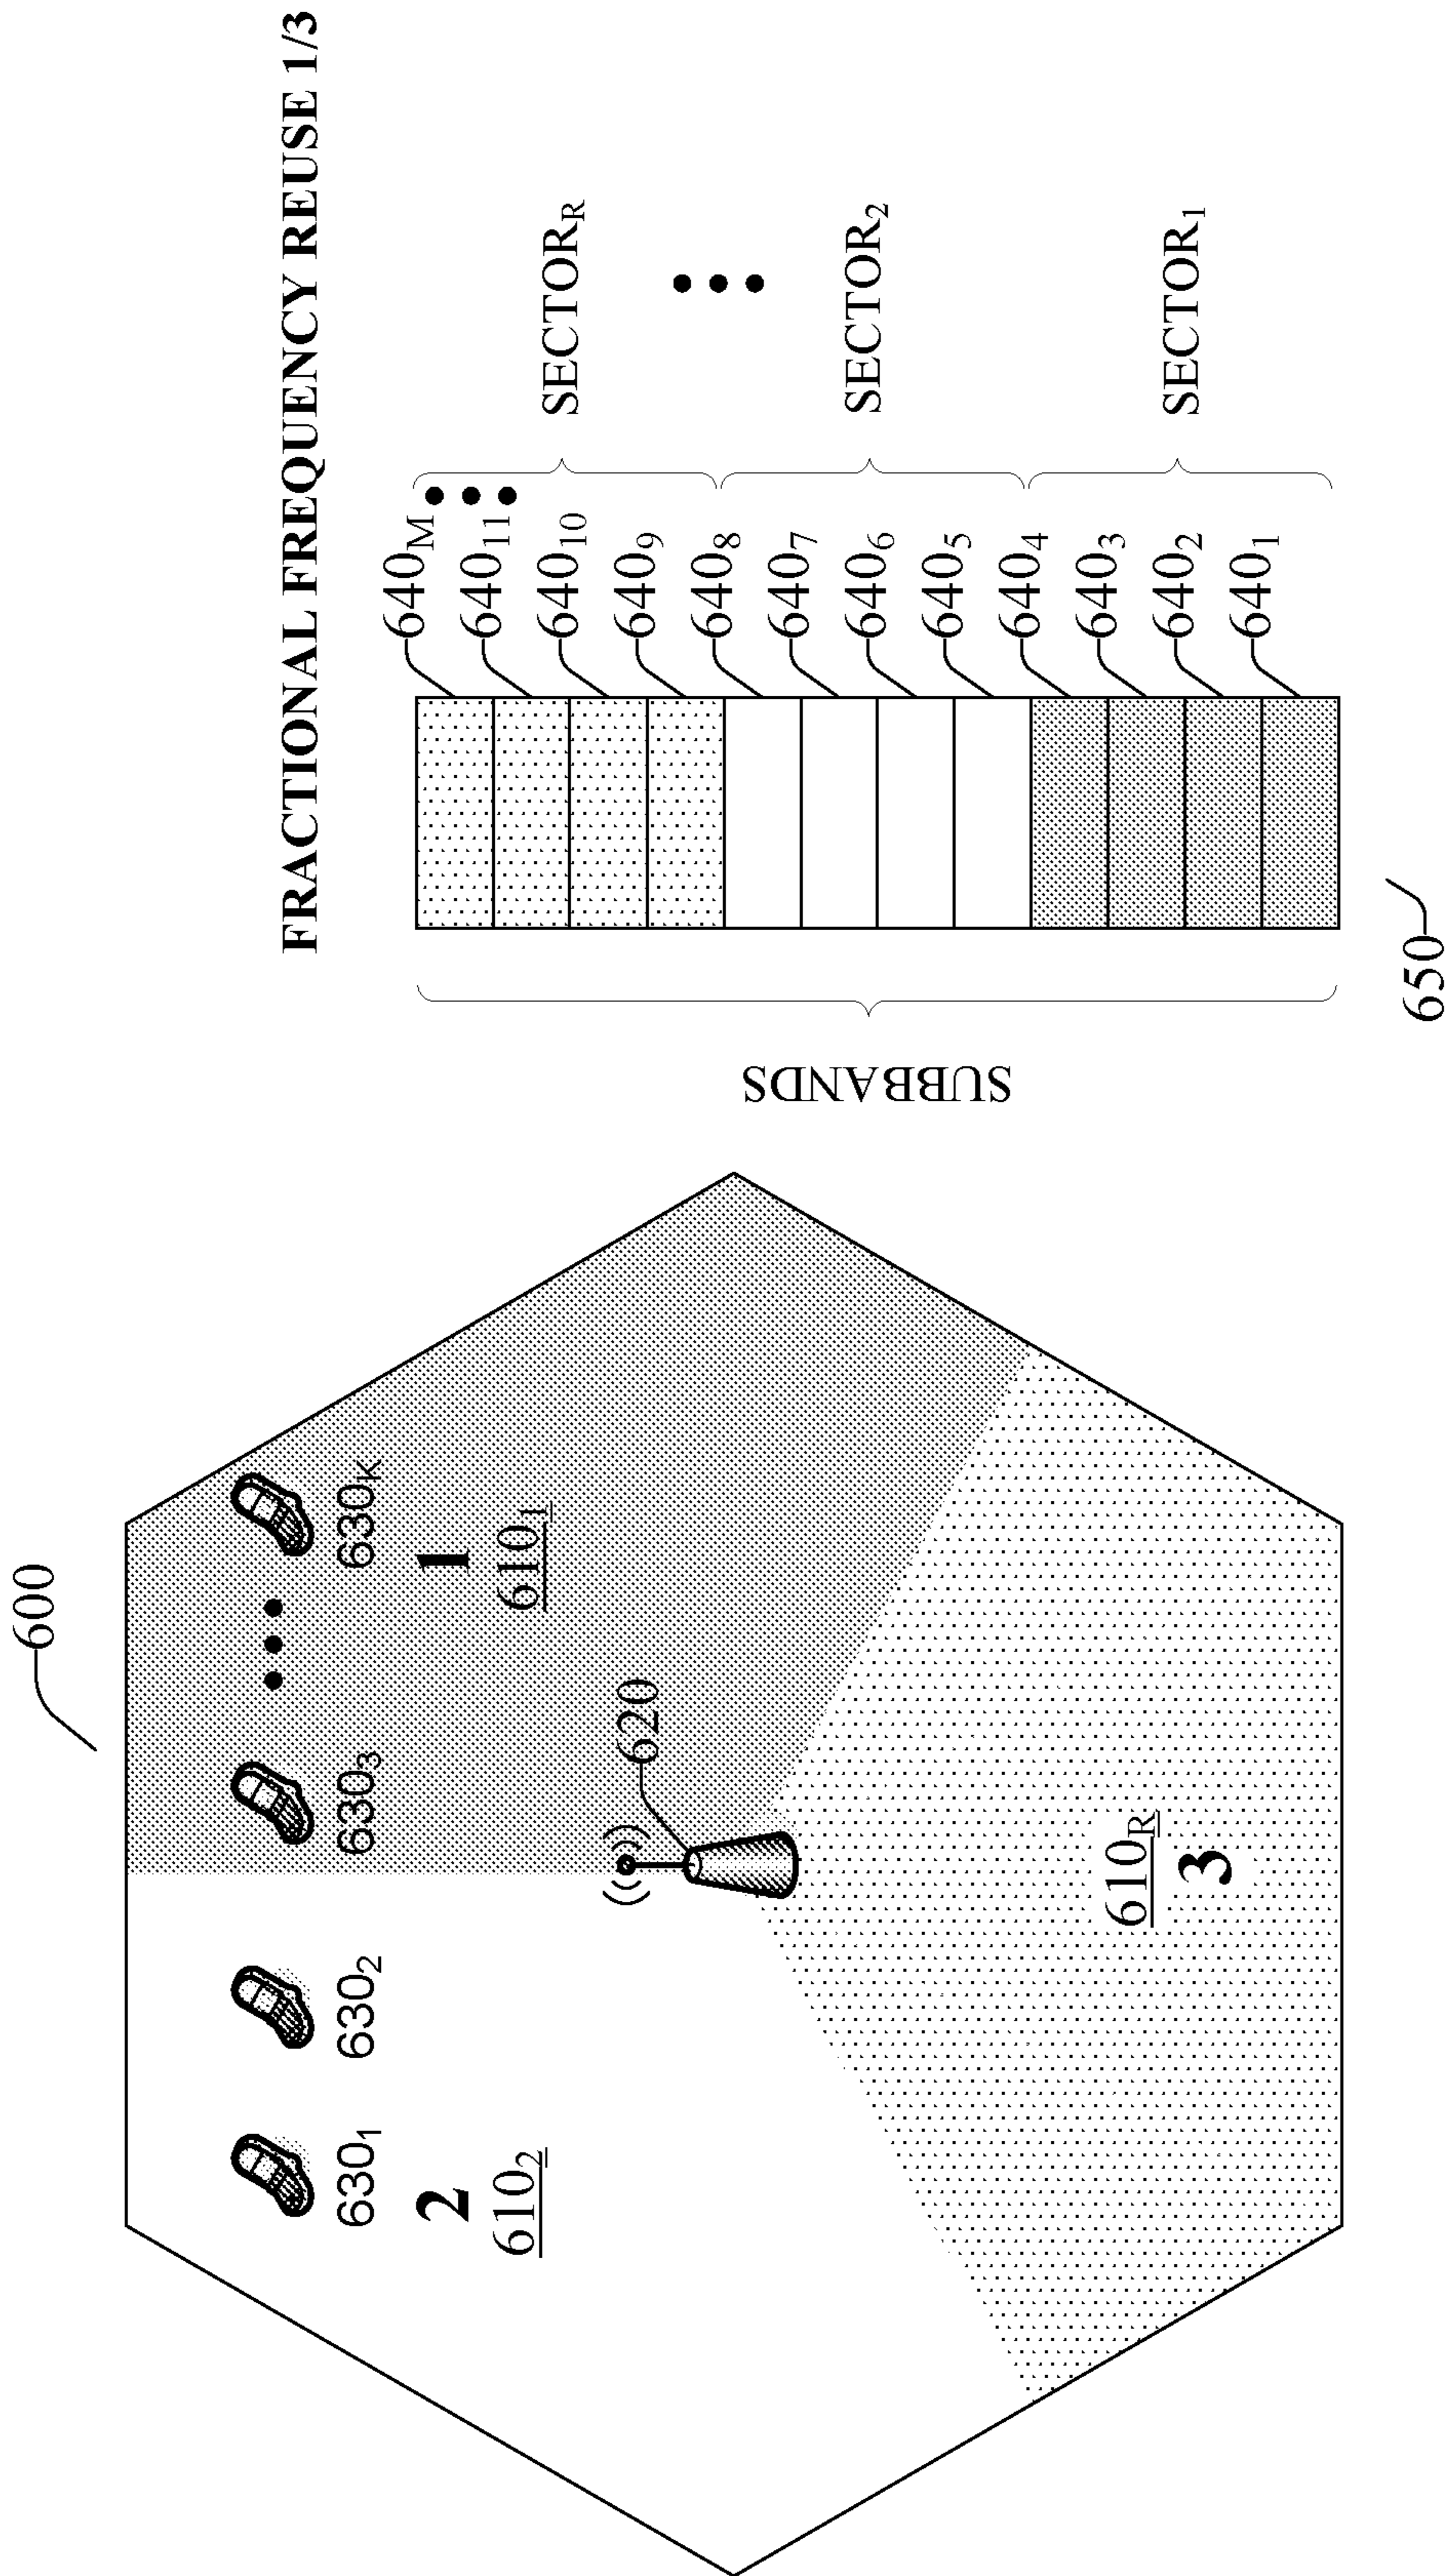 600
630₁
630₂
630₃
630K
2
610₂
1
610₁
620
610R
3
FRACTIONAL FREQUENCY REUSE 1/3
SUBBANDS
640M
640₁₁
640₁₀
640₉
640₈
640₇
640₆
640₅
640₄
640₃
640₂
640₁
SECTORR
SECTOR₂
SECTOR₁
650